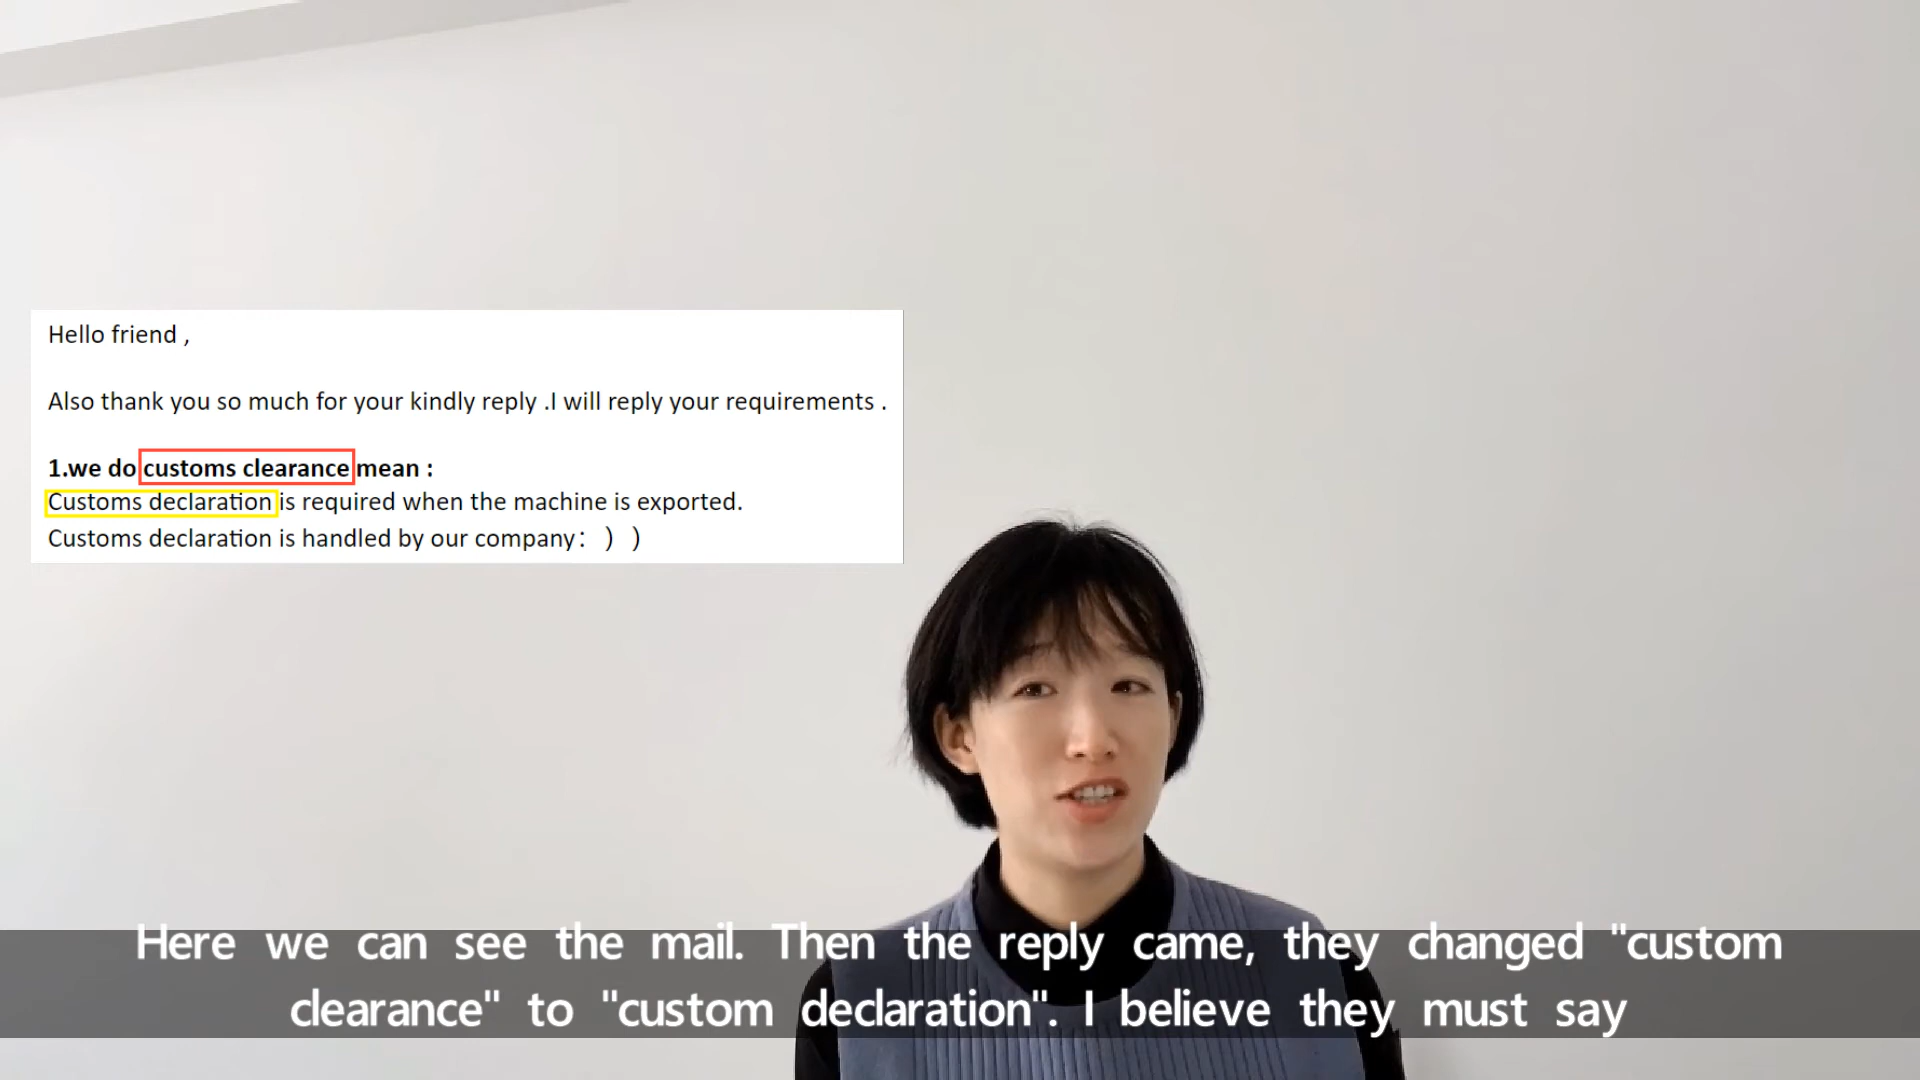 Hello friend ,
Also thank you so much for your kindly reply .I will reply your requirements .
1.we do customs clearance mean :
Customs declaration is required when the machine is exported.
Customs declaration is handled by our company：））
Here we can see the mail. Then the reply came, they changed "custom
clearance" to "custom declaration". I believe they must say